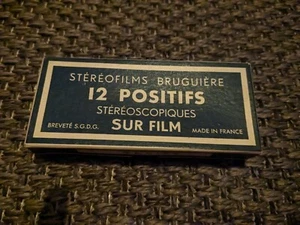 STÉRÉOFILMS BRUGUIÈRE
12 POSITIFS
STÉRÉOSCOPIQUES
SUR FILM
BREVETÉ S.G.D.G. MADE IN FRANCE